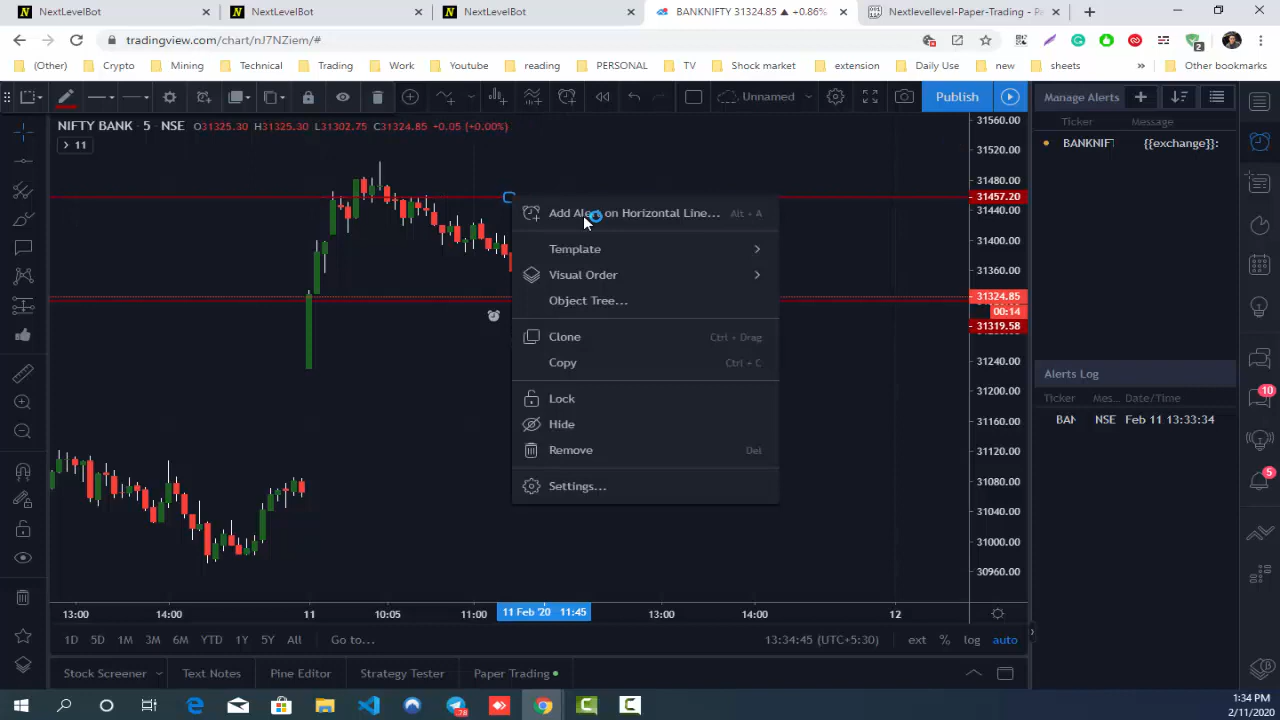 NextLevelBot
NextLevelBot
NextLevelBot
BANKNIFTY 31324.85 ▲ +0.86%
Nextlevellevel-Paper-Trading - P
tradingview.com/chart/nJ7NZiem/#
2
(Other)
Crypto
Mining
Technical
Trading
Work
Youtube
reading
PERSONAL
TV
Shock market
extension
Daily Use
new
sheets
»
Other bookmarks
Unnamed
Publish
Manage Alerts
NIFTY BANK · 5 · NSE
O31325.30 H31325.30 L31302.75 C31324.85 +0.05 (+0.00%)
11
Ticker
Message
BANKNIFT
{{exchange}}:
31560.00
31520.00
31480.00
31457.20
31440.00
31400.00
31360.00
31324.85
00:14
31319.58
31240.00
31200.00
31160.00
31120.00
31080.00
31040.00
31000.00
30960.00
Add Alert on Horizontal Line... Alt + A
Template
Visual Order
Object Tree...
Clone Ctrl + Drag
Copy Ctrl + C
Lock
Hide
Remove Del
Settings...
Alerts Log
Ticker
Mes...
Date/Time
BAN
NSE
Feb 11 13:33:34
10
5
13:00
14:00
11
10:05
11:00
11 Feb '20 11:45
13:00
14:00
12
1D
5D
1M
3M
6M
YTD
1Y
5Y
All
Go to...
13:34:45 (UTC+5:30)
ext
%
log
auto
Stock Screener
Text Notes
Pine Editor
Strategy Tester
Paper Trading
28
1:34 PM
2/11/2020